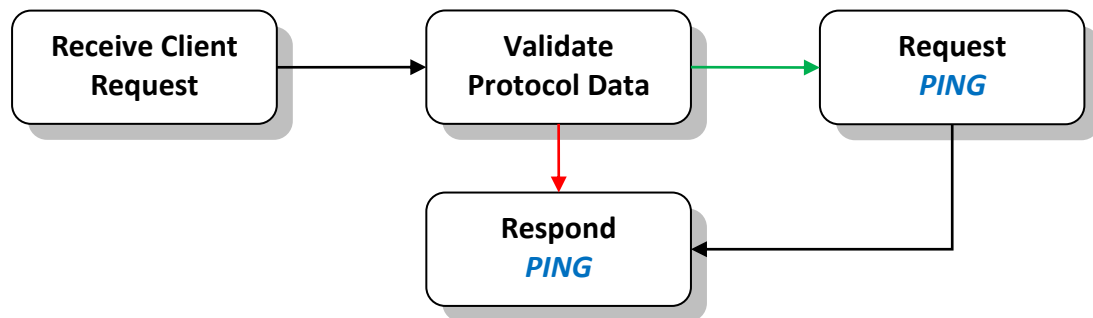 Receive Client
Request
Validate
Protocol Data
Request
PING
Respond
PING